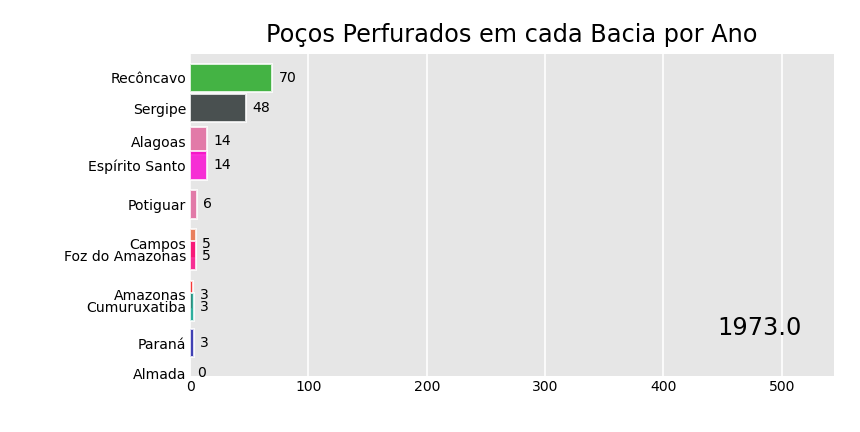 Poços Perfurados em cada Bacia por Ano
Recôncavo 70
Sergipe 48
Alagoas 14
Espírito Santo 14
Potiguar 6
Campos 5
Foz do Amazonas 5
Amazonas 3
Cumuruxatiba 3
1973.0
Paraná 3
Almada 0
0 100 200 300 400 500